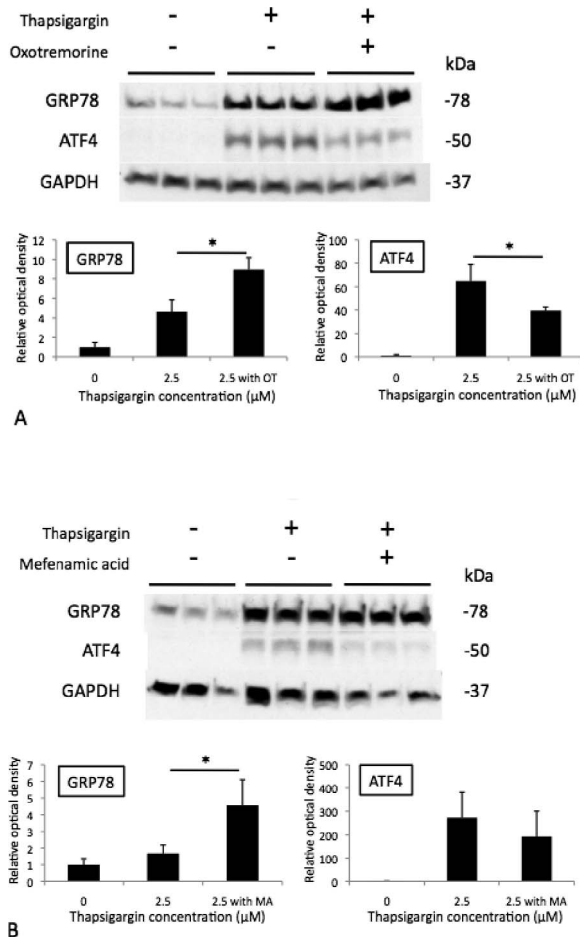 Thapsigargin - + +
Oxotremorine - - +
kDa
GRP78 -78
ATF4 -50
GAPDH -37
Relative optical density
12
10
8
6
4
2
0
GRP78
*
0 2.5 2.5 with OT
Thapsigargin concentration (μM)
Relative optical density
100
80
60
40
20
0
ATF4
*
0 2.5 2.5 with OT
Thapsigargin concentration (μM)
A
Thapsigargin - + +
Mefenamic acid - - +
kDa
GRP78 -78
ATF4 -50
GAPDH -37
Relative optical density
7
6
5
4
3
2
1
0
GRP78
*
0 2.5 2.5 with MA
Thapsigargin concentration (μM)
Relative optical density
500
400
300
200
100
0
ATF4
0 2.5 2.5 with MA
Thapsigargin concentration (μM)
B